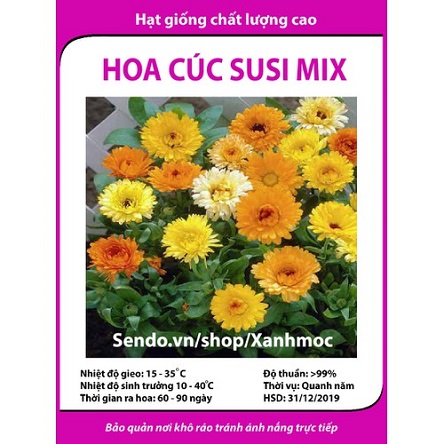 Hạt giống chất lượng cao
HOA CÚC SUSI MIX
Sendo.vn/shop/Xanhmoc
Nhiệt độ gieo: 15 - 35°C
Nhiệt độ sinh trưởng 10 - 40°C
Thời gian ra hoa: 60 - 90 ngày
Độ thuần: >99%
Thời vụ: Quanh năm
HSD: 31/12/2019
Bảo quản nơi khô ráo tránh ánh nắng trực tiếp